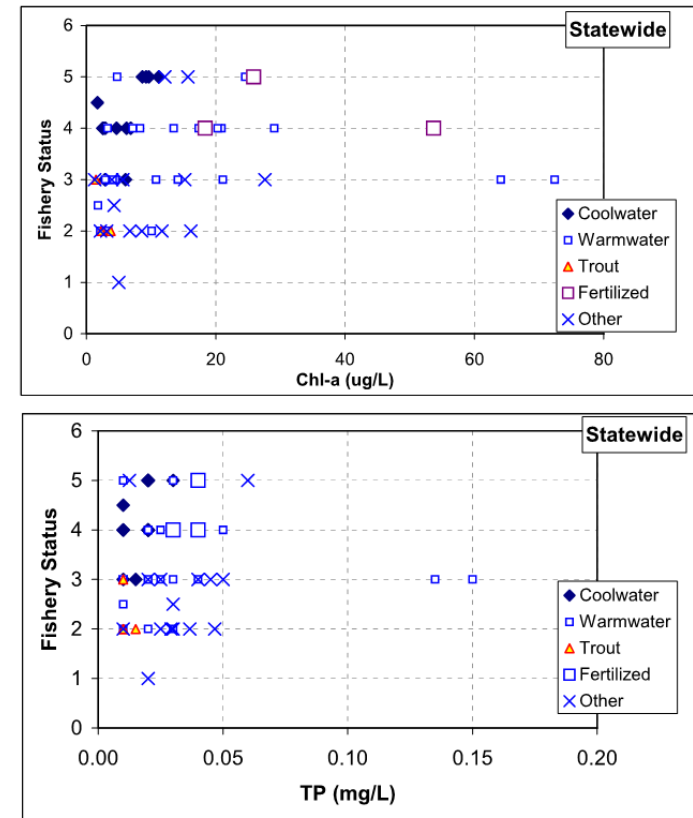 Statewide
6
5
4
3
2
1
0
Fishery Status
0 20 40 60 80
Chl-a (ug/L)
Coolwater
Warmwater
Trout
Fertilized
Other
Statewide
6
5
4
3
2
1
0
Fishery Status
0.00 0.05 0.10 0.15 0.20
TP (mg/L)
Coolwater
Warmwater
Trout
Fertilized
Other